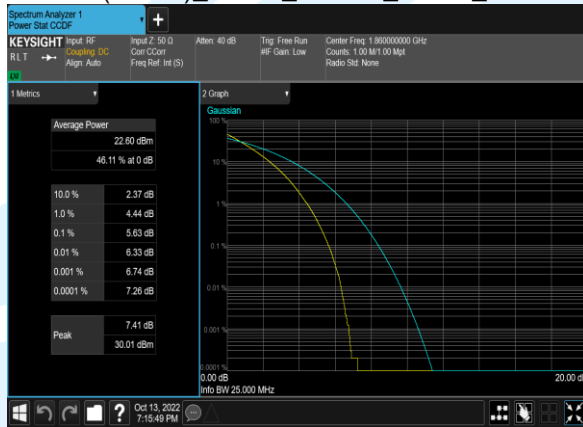 Spectrum Analyzer 1
Power Stat CCDF
KEYSIGHT
R L T
Input: RF
Coupling: DC
Align: Auto
Input Z: 50 Ω
Corr CCorr
Freq Ref: Int (S)
Atten: 40 dB
Trig: Free Run
#IF Gain: Low
Center Freq: 1.860000000 GHz
Counts: 1.00 M/1.00 Mpt
Radio Std: None
1 Metrics
Average Power
22.60 dBm
46.11 % at 0 dB
10.0 % 2.37 dB
1.0 % 4.44 dB
0.1 % 5.63 dB
0.01 % 6.33 dB
0.001 % 6.74 dB
0.0001 % 7.26 dB
Peak
7.41 dB
30.01 dBm
2 Graph
Gaussian
100 %
10 %
1 %
0.1 %
0.01 %
0.001 %
0.0001 %
0.00 dB
20.00 d
Info BW 25.000 MHz
?
Oct 13, 2022
7:15:49 PM